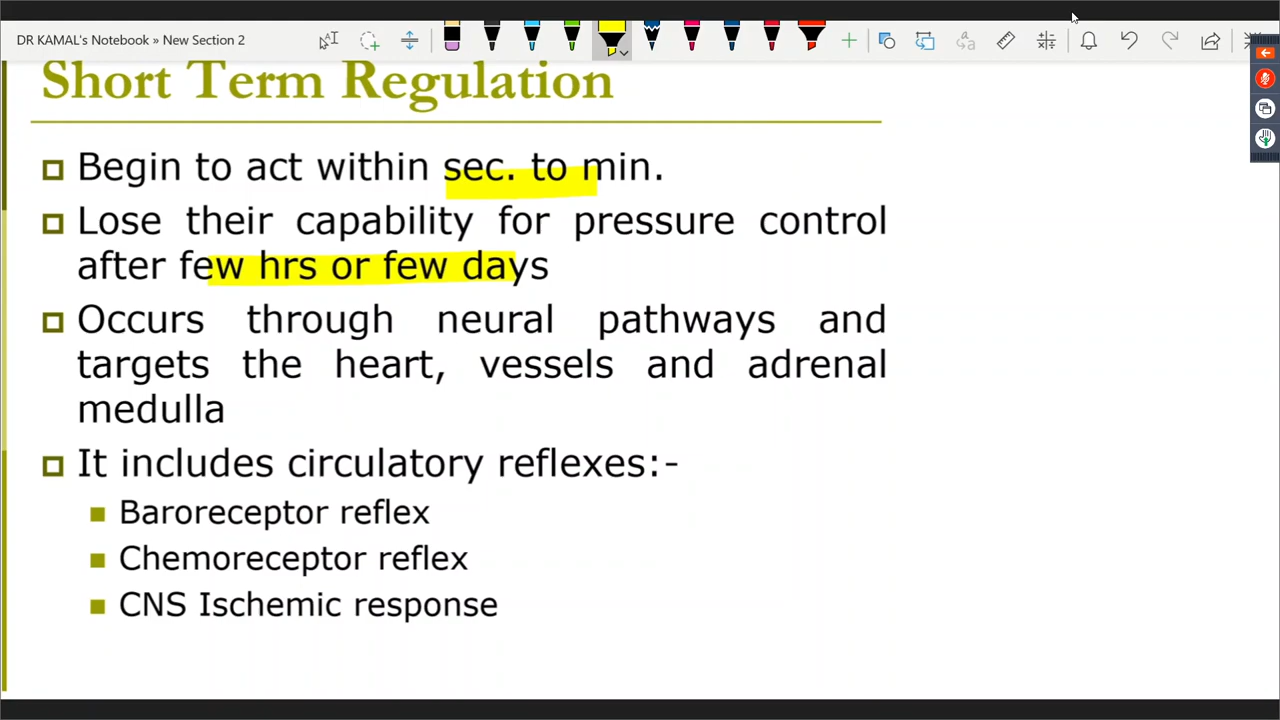 DR KAMAL's Notebook » New Section 2
Short Term Regulation
Begin to act within sec. to min.
Lose their capability for pressure control
after few hrs or few days
Occurs through neural pathways and
targets the heart, vessels and adrenal
medulla
It includes circulatory reflexes:-
Baroreceptor reflex
Chemoreceptor reflex
CNS Ischemic response